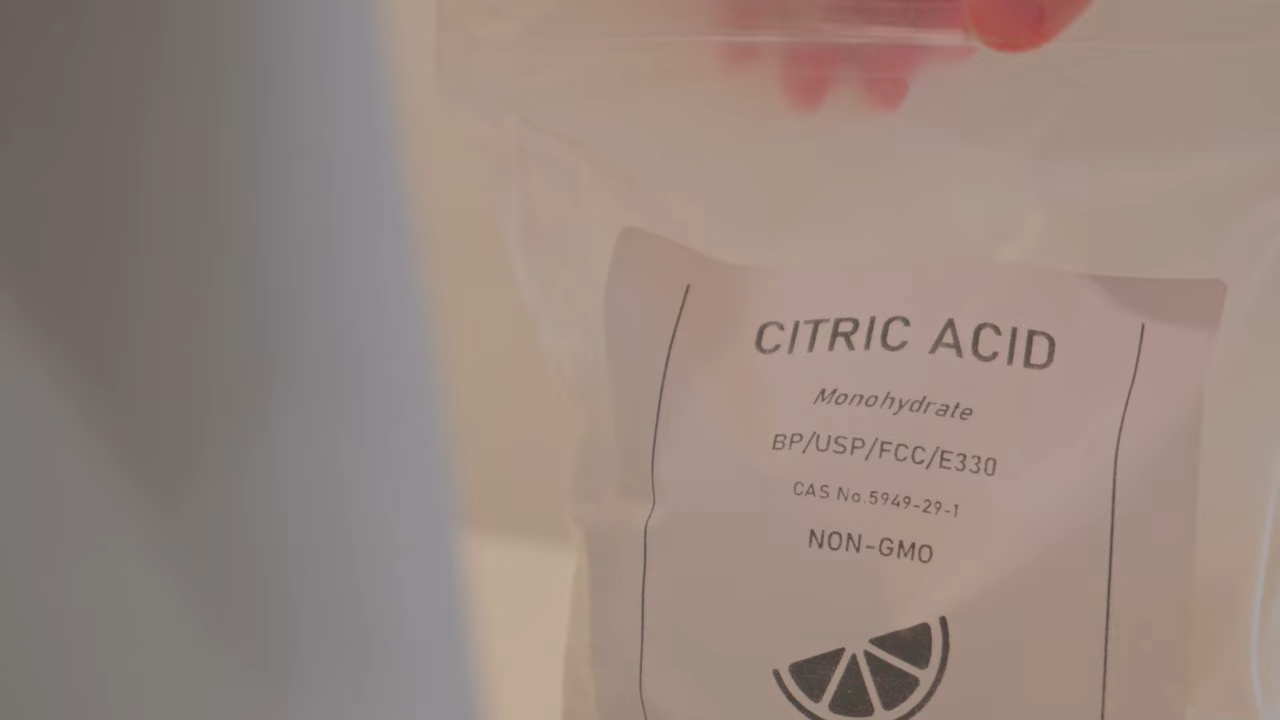 CITRIC ACID
Monohydrate
BP/USP/FCC/E330
CAS No.5949-29-1
NON-GMO